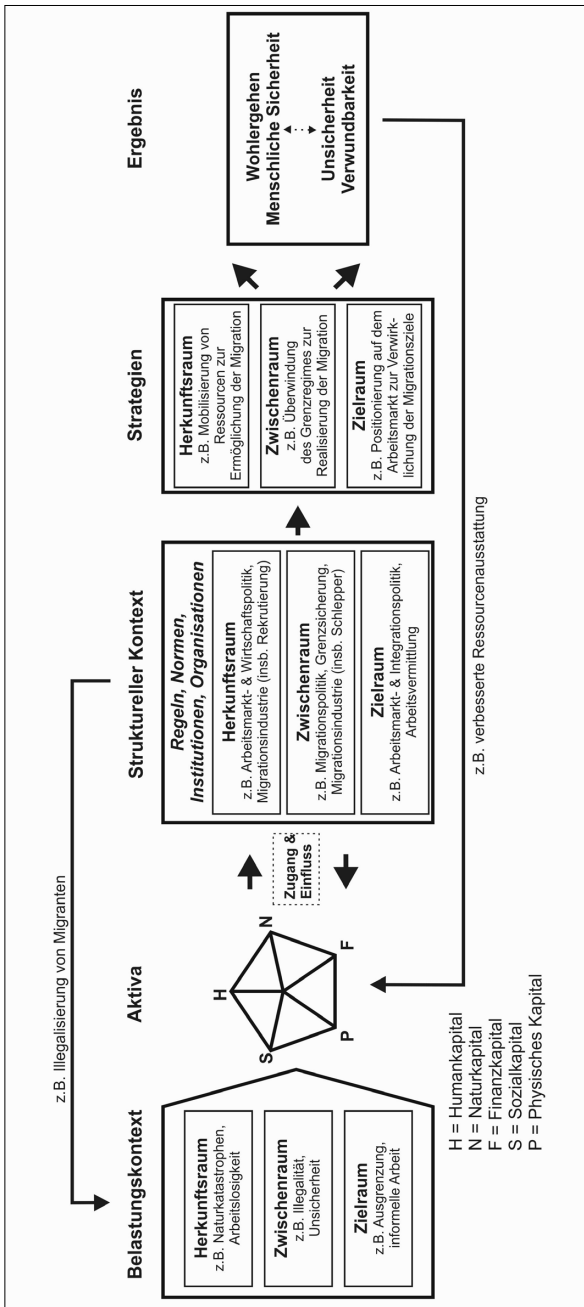 z.B. Illegalisierung von Migranten
Belastungskontext
Aktiva
Struktureller Kontext
Strategien
Ergebnis
Herkunftsraum
z.B. Naturkatastrophen,
Arbeitslosigkeit
Zwischenraum
z.B. Illegalität,
Unsicherheit
Zielraum
z.B. Ausgrenzung,
informelle Arbeit
H
S
N
P
F
Zugang &
Einfluss
Regeln, Normen,
Institutionen, Organisationen
Herkunftsraum
z.B. Arbeitsmarkt- & Wirtschaftspolitik,
Migrationsindustrie (insb. Rekrutierung)
Zwischenraum
z.B. Migrationspolitik, Grenzsicherung,
Migrationsindustrie (insb. Schlepper)
Zielraum
z.B. Arbeitsmarkt- & Integrationspolitik,
Arbeitsvermittlung
Herkunftsraum
z.B. Mobilisierung von
Ressourcen zur
Ermöglichung der Migration
Zwischenraum
z.B. Überwindung
des Grenzregimes zur
Realisierung der Migration
Zielraum
z.B. Positionierung auf dem
Arbeitsmarkt zur Verwirk-
lichung der Migrationsziele
Wohlergehen
Menschliche Sicherheit
Unsicherheit
Verwundbarkeit
z.B. verbesserte Ressourcenausstattung
H = Humankapital
N = Naturkapital
F = Finanzkapital
S = Sozialkapital
P = Physisches Kapital